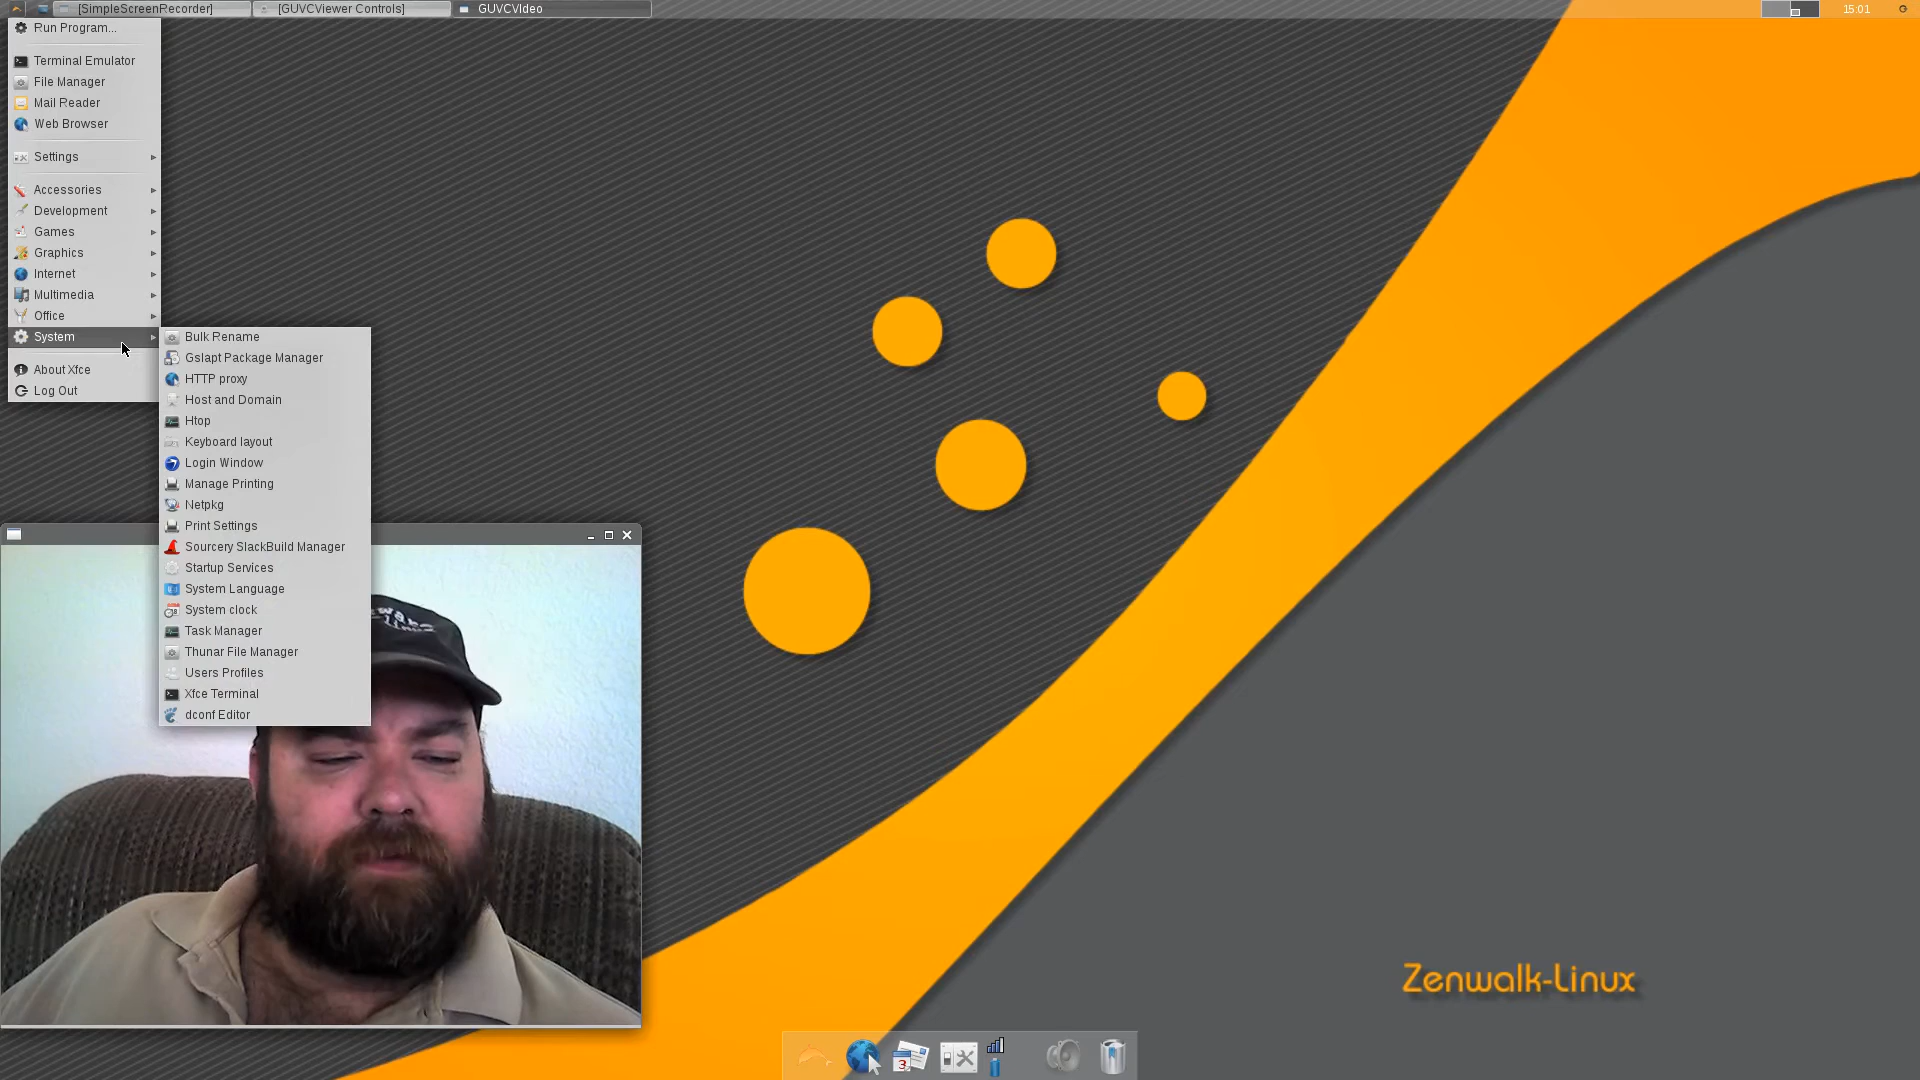 [SimpleScreenRecorder]
[GUVCViewer Controls]
GUVCVIdeo
15:01
Run Program...
Terminal Emulator
File Manager
Mail Reader
Web Browser
Settings
Accessories
Development
Games
Graphics
Internet
Multimedia
Office
System
About Xfce
Log Out
Bulk Rename
Gslapt Package Manager
HTTP proxy
Host and Domain
Htop
Keyboard layout
Login Window
Manage Printing
Netpkg
Print Settings
Sourcery SlackBuild Manager
Startup Services
System Language
System clock
Task Manager
Thunar File Manager
Users Profiles
Xfce Terminal
dconf Editor
Zenwalk-Linux
3